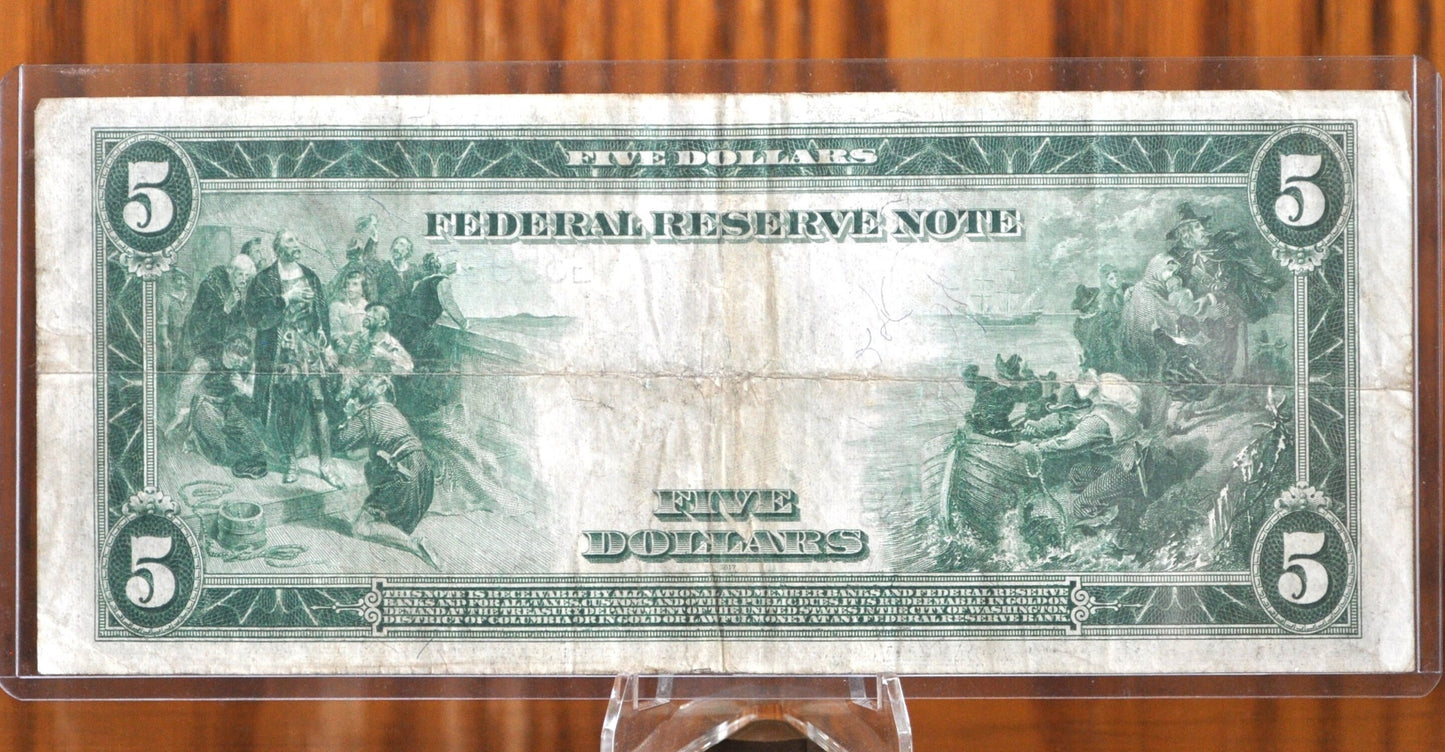 FIVE DOLLARS
5 5
FEDERAL RESERVE NOTE
FIVE
DOLLARS
5 5
THIS NOTE IS RECEIVABLE BY ALL NATIONAL AND MEMBER BANKS AND FEDERAL RESERVE
BANKS AND FOR ALL TAXES, CUSTOMS AND OTHER PUBLIC DUES. IT IS REDEEMABLE IN GOLD ON
DEMAND AT THE TREASURY DEPARTMENT OF THE UNITED STATES IN THE CITY OF WASHINGTON,
DISTRICT OF COLUMBIA OR IN GOLD OR LAWFUL MONEY AT ANY FEDERAL RESERVE BANK.